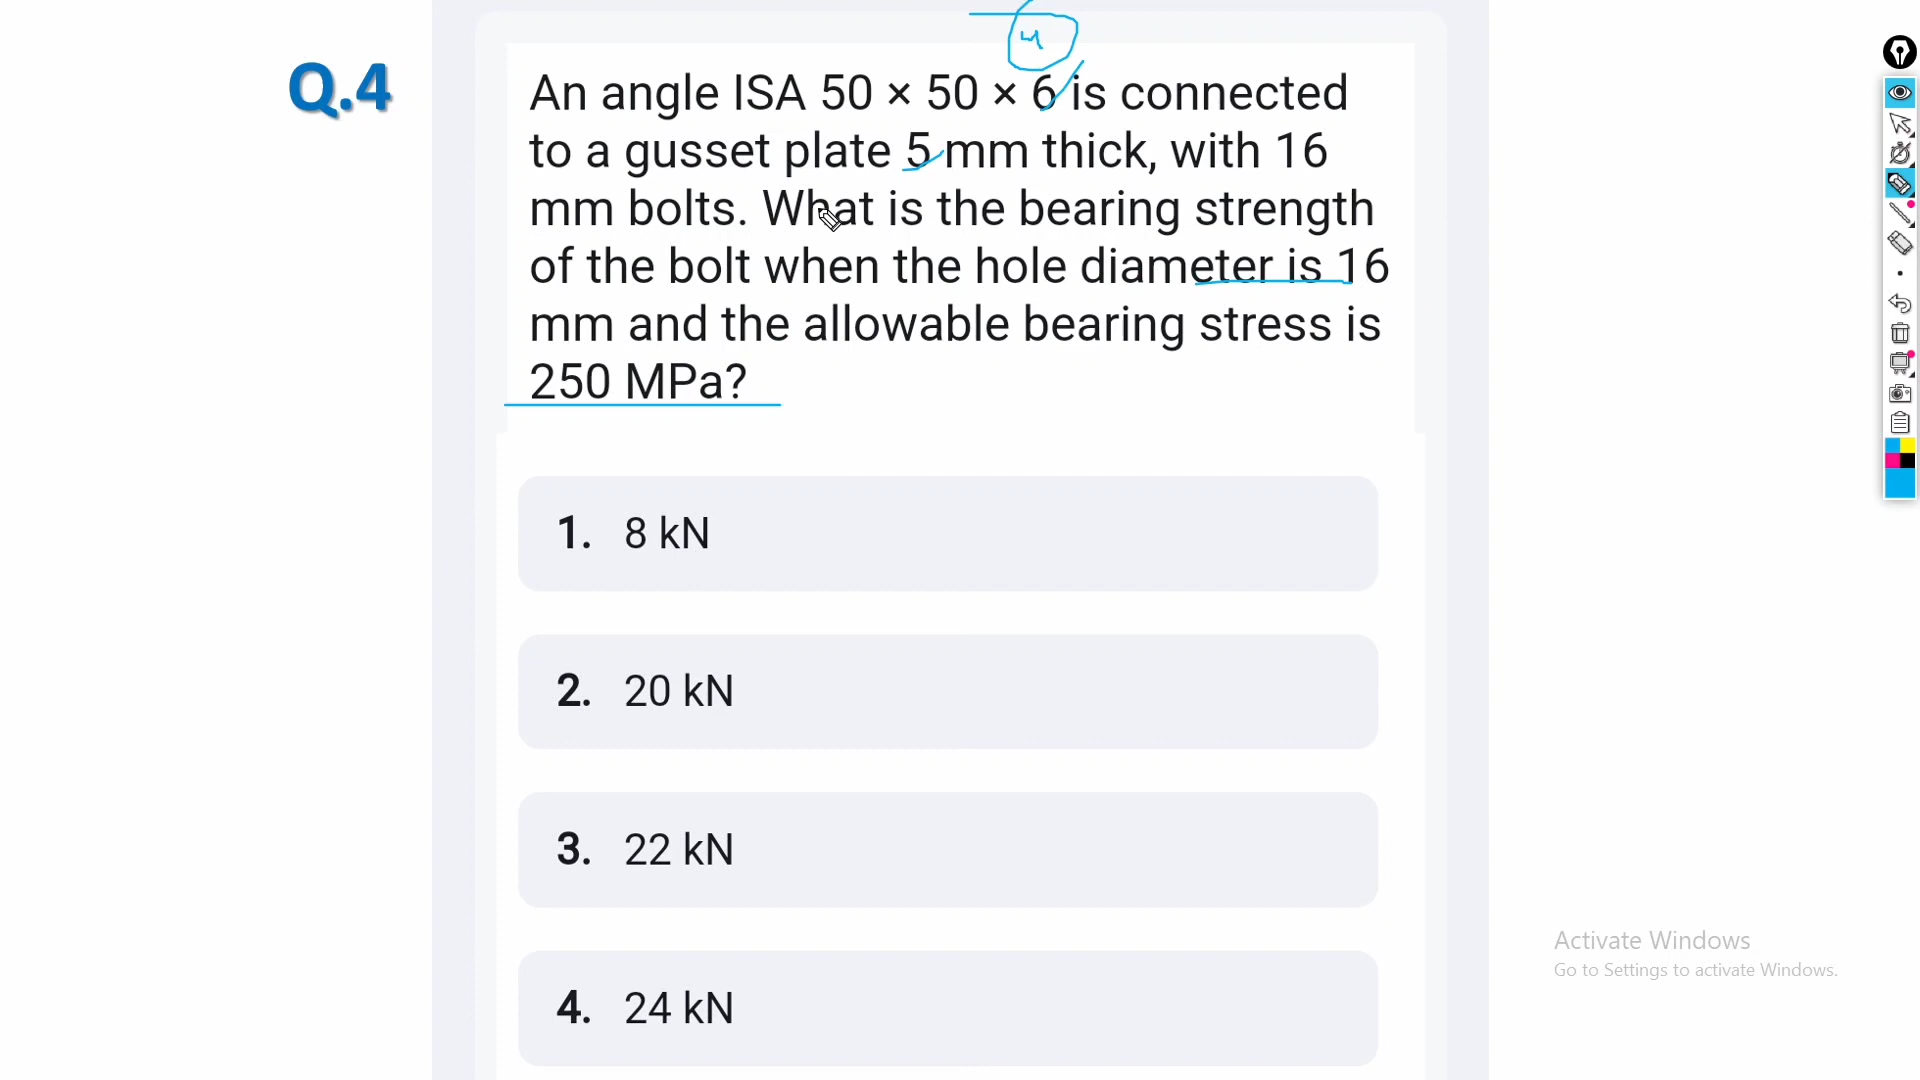 Q.4
4
An angle ISA 50 × 50 × 6 is connected
to a gusset plate 5 mm thick, with 16
mm bolts. What is the bearing strength
of the bolt when the hole diameter is 16
mm and the allowable bearing stress is
250 MPa?
1. 8 kN
2. 20 kN
3. 22 kN
4. 24 kN
Activate Windows
Go to Settings to activate Windows.